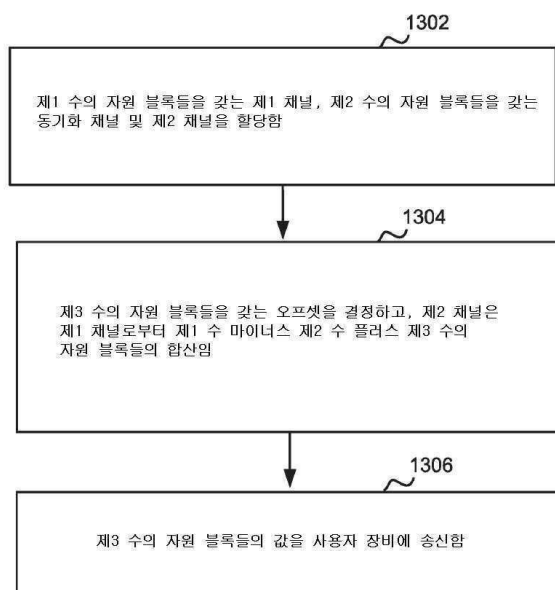 1302
제1 수의 자원 블록들을 갖는 제1 채널, 제2 수의 자원 블록들을 갖는
동기화 채널 및 제2 채널을 할당함
1304
제3 수의 자원 블록들을 갖는 오프셋을 결정하고, 제2 채널은
제1 채널로부터 제1 수 마이너스 제2 수 플러스 제3 수의
자원 블록들의 합산임
1306
제3 수의 자원 블록들의 값을 사용자 장비에 송신함